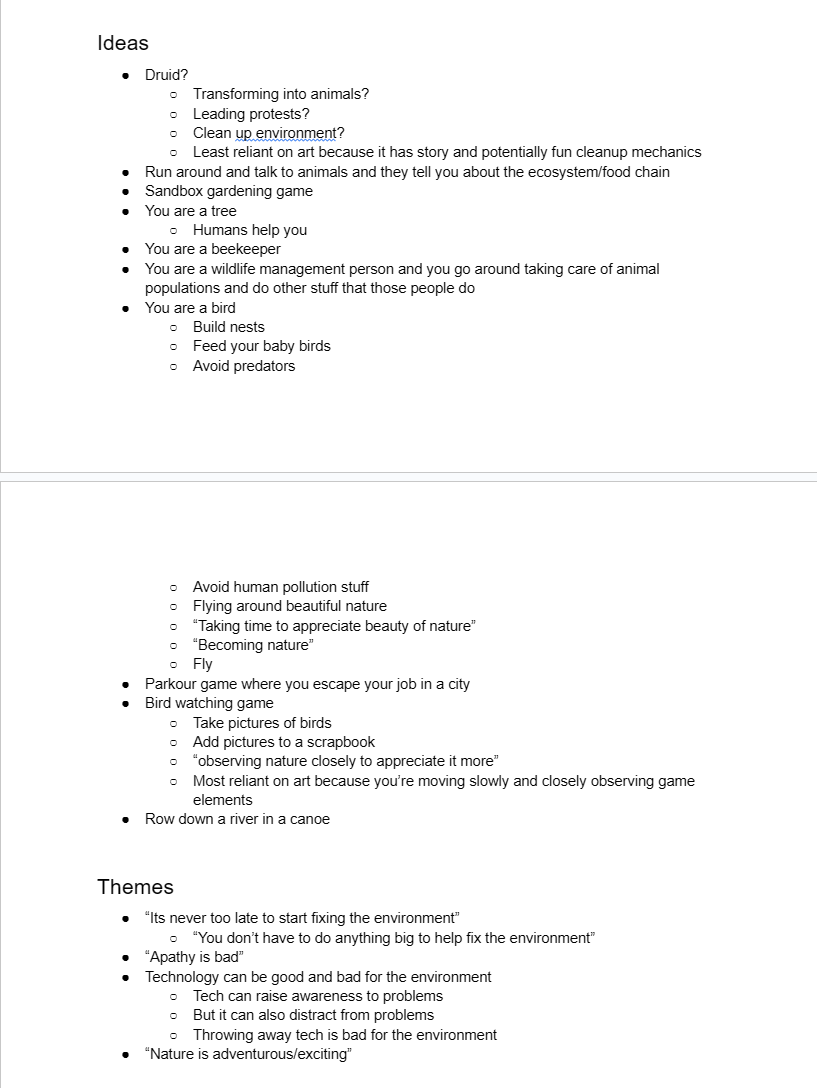 Ideas
● Druid?
○ Transforming into animals?
○ Leading protests?
○ Clean up environment?
○ Least reliant on art because it has story and potentially fun cleanup mechanics
● Run around and talk to animals and they tell you about the ecosystem/food chain
● Sandbox gardening game
● You are a tree
○ Humans help you
● You are a beekeeper
● You are a wildlife management person and you go around taking care of animal
populations and do other stuff that those people do
● You are a bird
○ Build nests
○ Feed your baby birds
○ Avoid predators
○ Avoid human pollution stuff
○ Flying around beautiful nature
○ “Taking time to appreciate beauty of nature”
○ “Becoming nature”
○ Fly
● Parkour game where you escape your job in a city
● Bird watching game
○ Take pictures of birds
○ Add pictures to a scrapbook
○ “observing nature closely to appreciate it more”
○ Most reliant on art because you’re moving slowly and closely observing game
elements
● Row down a river in a canoe
Themes
● “Its never too late to start fixing the environment”
○ “You don’t have to do anything big to help fix the environment”
● “Apathy is bad”
● Technology can be good and bad for the environment
○ Tech can raise awareness to problems
○ But it can also distract from problems
○ Throwing away tech is bad for the environment
● “Nature is adventurous/exciting”